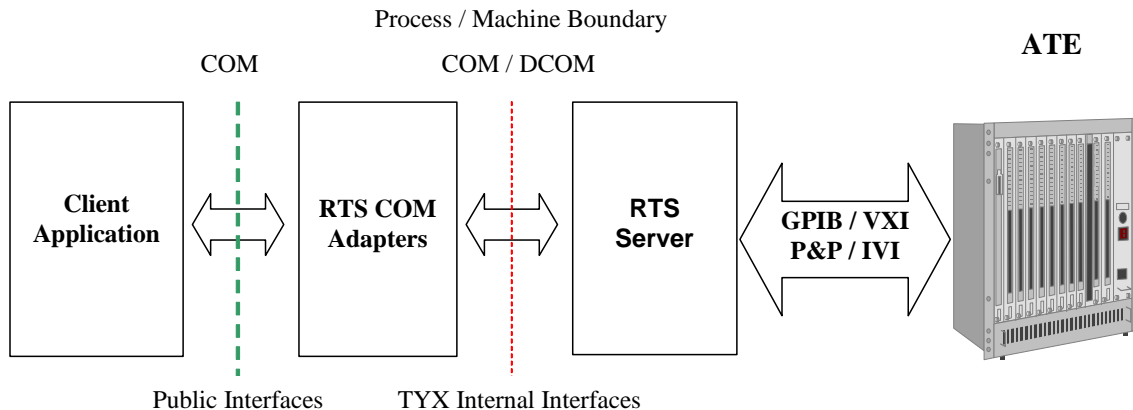 Process / Machine Boundary
ATE
COM
COM / DCOM
Client
Application
RTS COM
Adapters
RTS
Server
GPIB / VXI
P&P / IVI
Public Interfaces
TYX Internal Interfaces